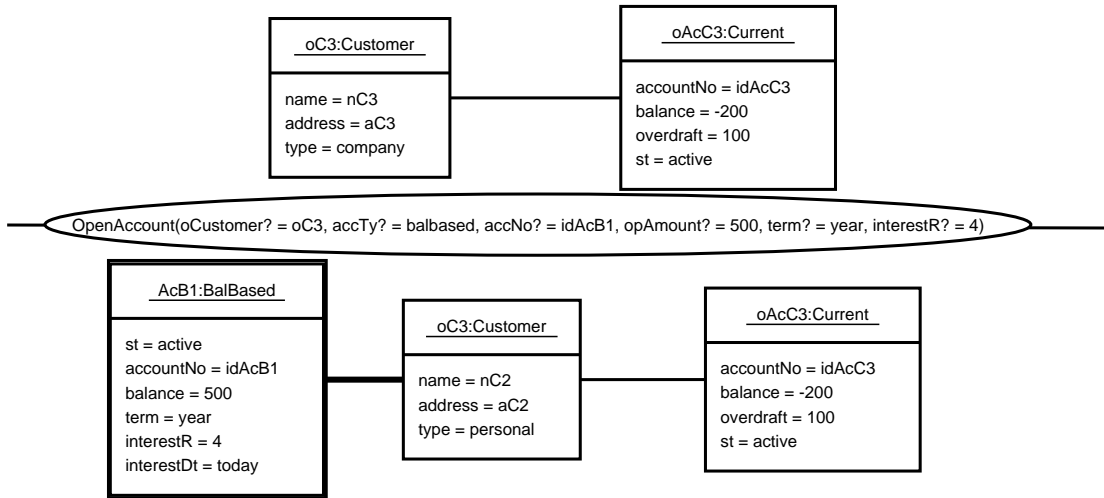 oC3:Customer
name = nC3
address = aC3
type = company
oAcC3:Current
accountNo = idAcC3
balance = -200
overdraft = 100
st = active
OpenAccount(oCustomer? = oC3, accTy? = balbased, accNo? = idAcB1, opAmount? = 500, term? = year, interestR? = 4)
AcB1:BalBased
st = active
accountNo = idAcB1
balance = 500
term = year
interestR = 4
interestDt = today
oC3:Customer
name = nC2
address = aC2
type = personal
oAcC3:Current
accountNo = idAcC3
balance = -200
overdraft = 100
st = active